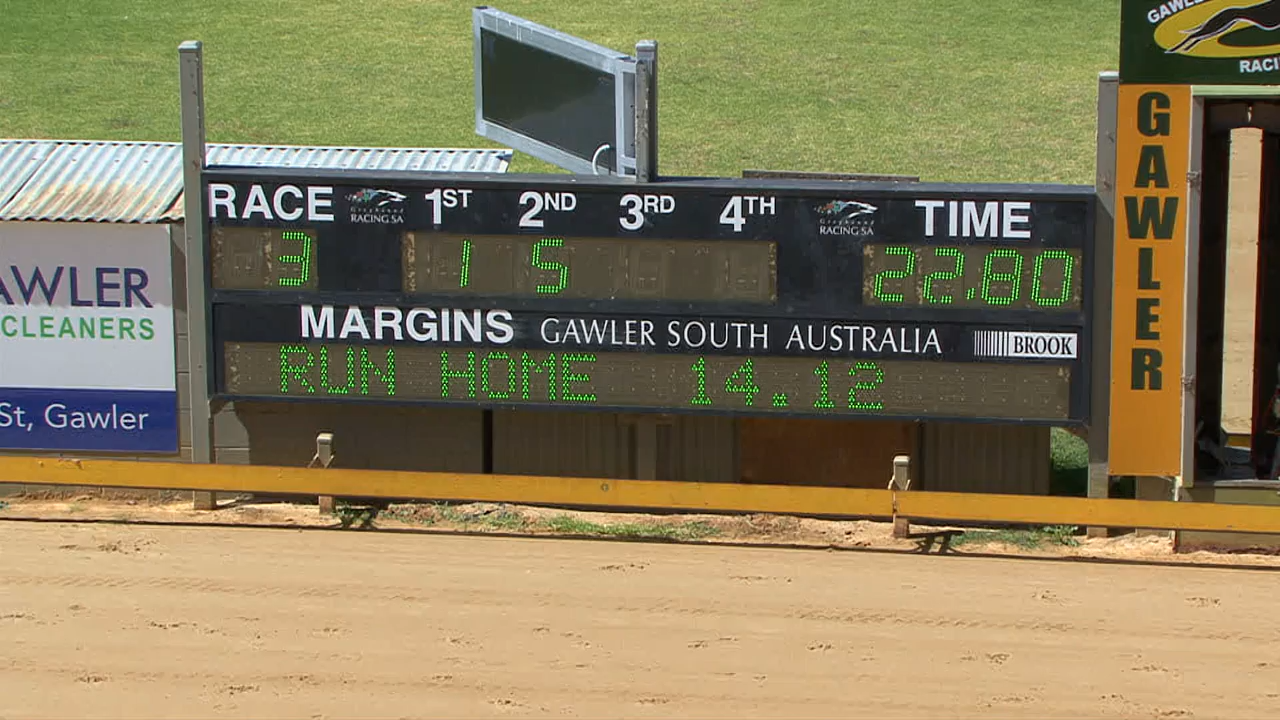 GAWLER
RACI
RACE
1ST 2ND 3RD 4TH
TIME
RACING SA
RACING SA
3 1 5 22.80
MARGINS GAWLER SOUTH AUSTRALIA BROOK
RUN HOME 14.12
AWLER
CLEANERS
St, Gawler